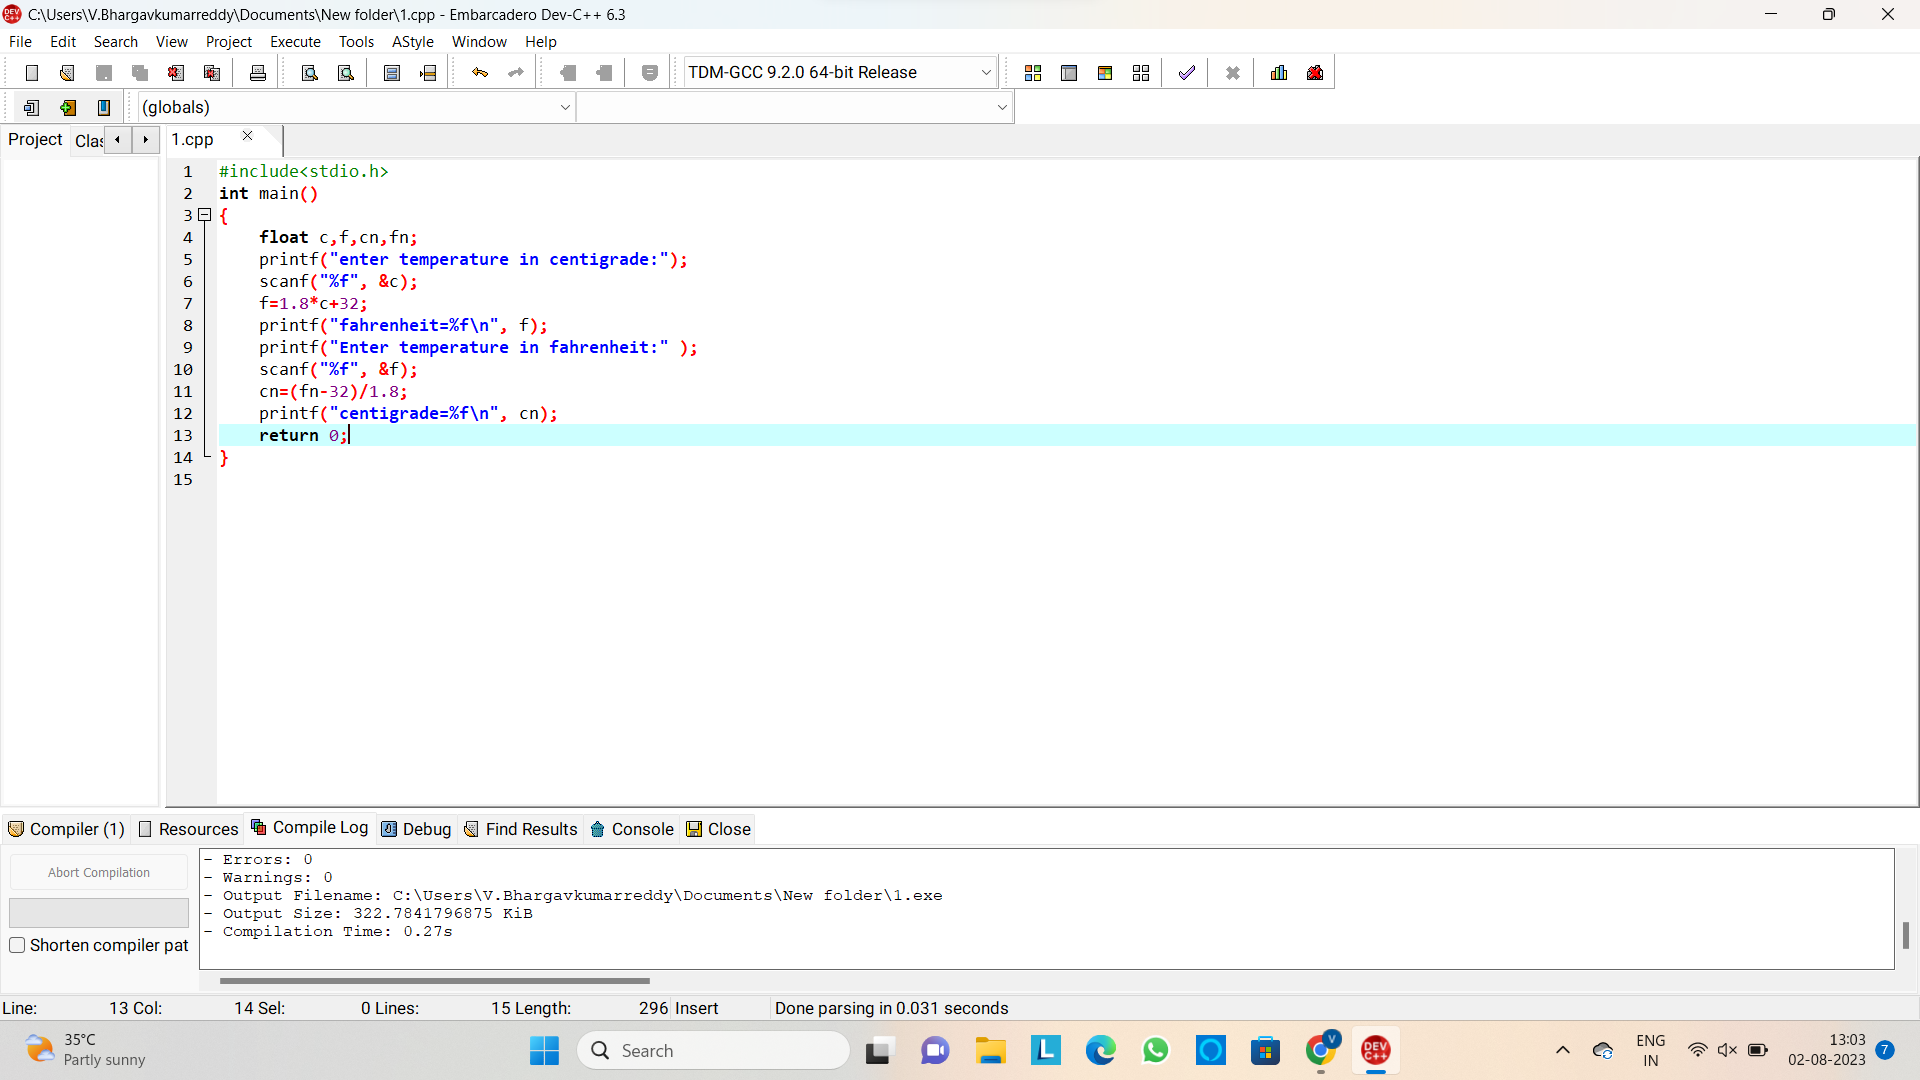 C:\Users\V.Bhargavkumarreddy\Documents\New folder\1.cpp - Embarcadero Dev-C++ 6.3
File Edit Search View Project Execute Tools AStyle Window Help
TDM-GCC 9.2.0 64-bit Release
(globals)
Project Clas 1.cpp
1 #include<stdio.h>
2 int main()
3 {
4 float c,f,cn,fn;
5 printf("enter temperature in centigrade:");
6 scanf("%f", &c);
7 f=1.8*c+32;
8 printf("fahrenheit=%f\n", f);
9 printf("Enter temperature in fahrenheit:" );
10 scanf("%f", &f);
11 cn=(fn-32)/1.8;
12 printf("centigrade=%f\n", cn);
13 return 0;
14 }
15
Compiler (1) Resources Compile Log Debug Find Results Console Close
Abort Compilation
Shorten compiler pat
- Errors: 0
- Warnings: 0
- Output Filename: C:\Users\V.Bhargavkumarreddy\Documents\New folder\1.exe
- Output Size: 322.7841796875 KiB
- Compilation Time: 0.27s
Line: 13 Col: 14 Sel: 0 Lines: 15 Length: 296 Insert Done parsing in 0.031 seconds
35°C
Partly sunny
Search
L
V
DEV C++
ENG
IN
13:03
02-08-2023
7